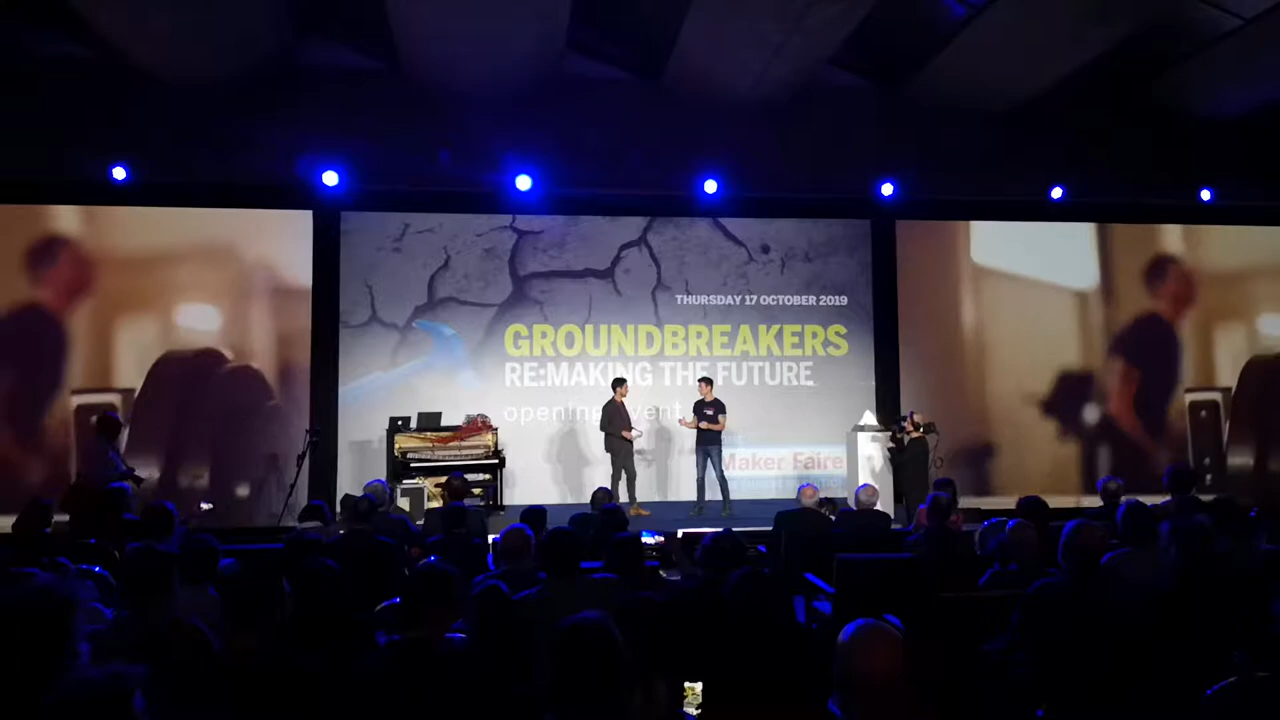 THURSDAY 17 OCTOBER 2019
GROUNDBREAKERS
RE:MAKING THE FUTURE
opening event
Maker Faire